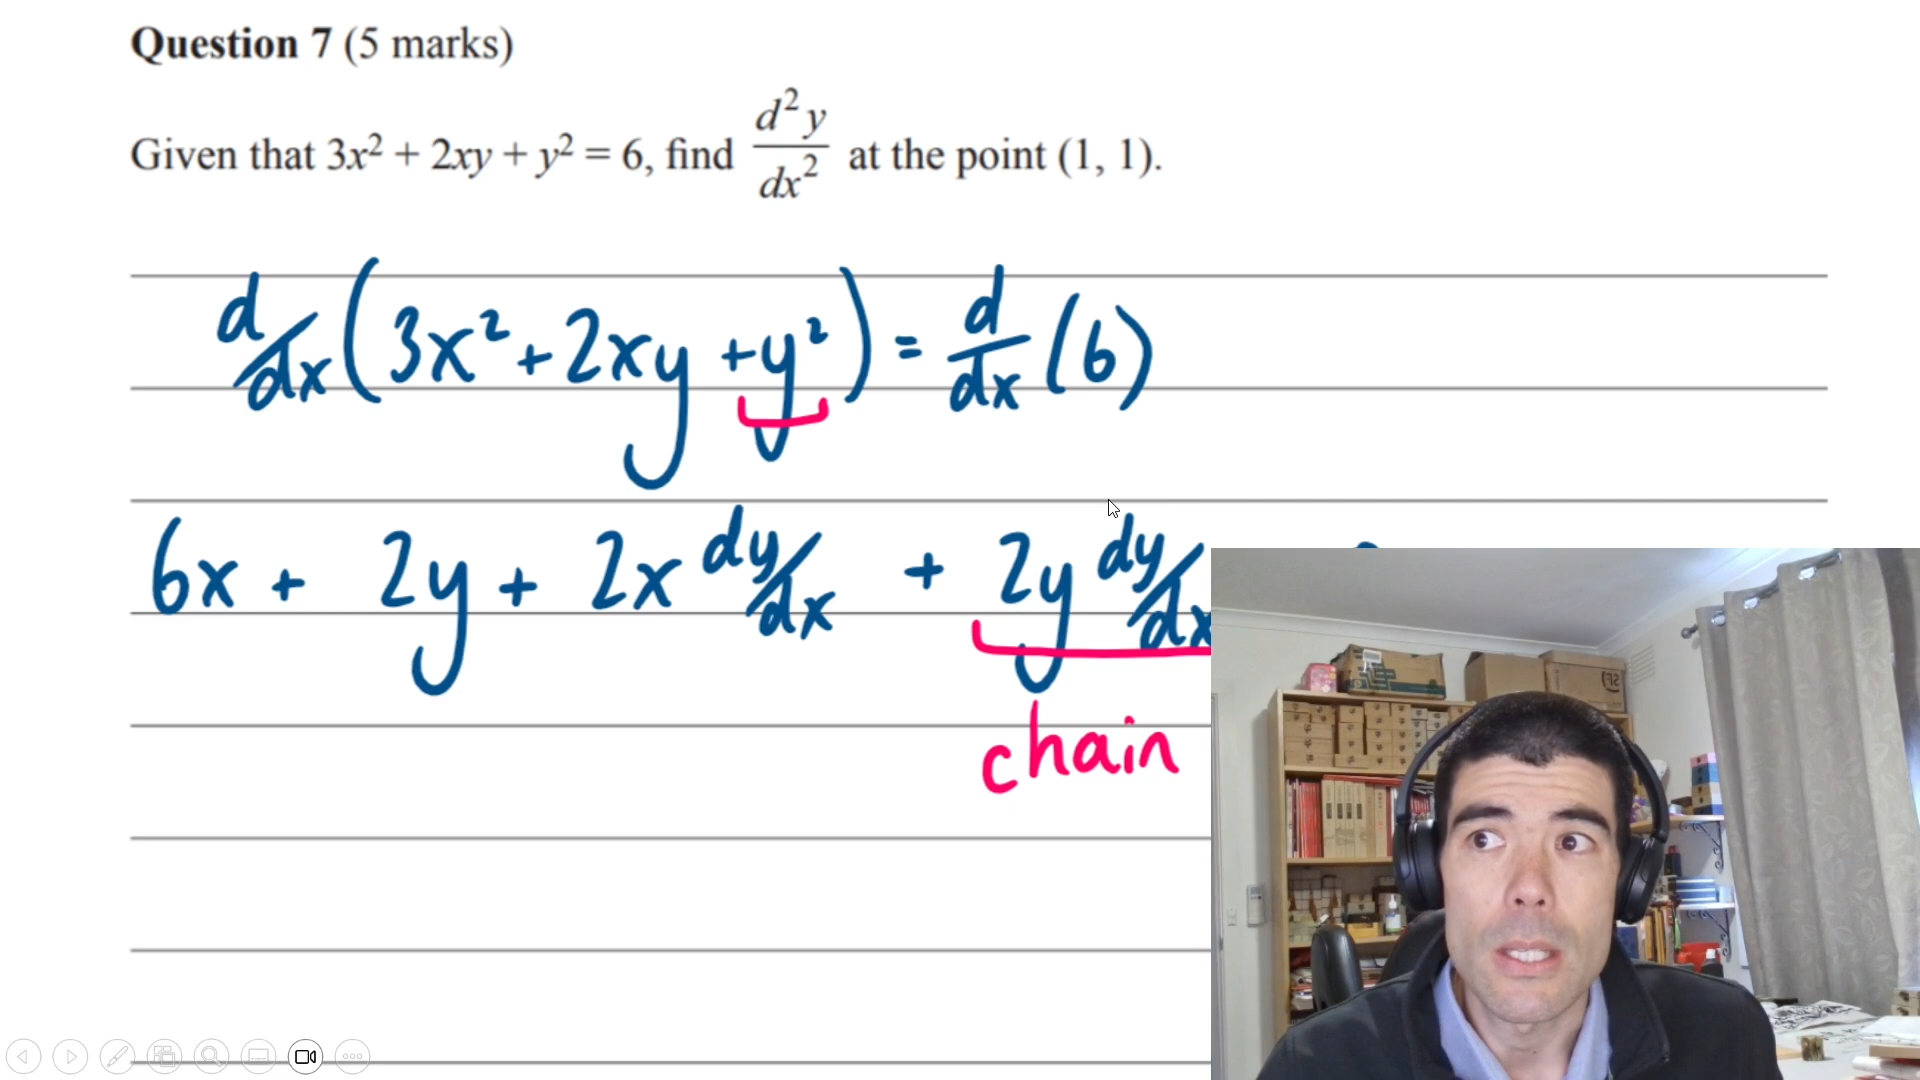 Question 7 (5 marks)
Given that 3x² + 2xy + y² = 6, find d²y/dx² at the point (1, 1).
d/dx(3x² + 2xy + y²) = d/dx(6)
6x + 2y + 2x dy/dx + 2y dy/dx
chain